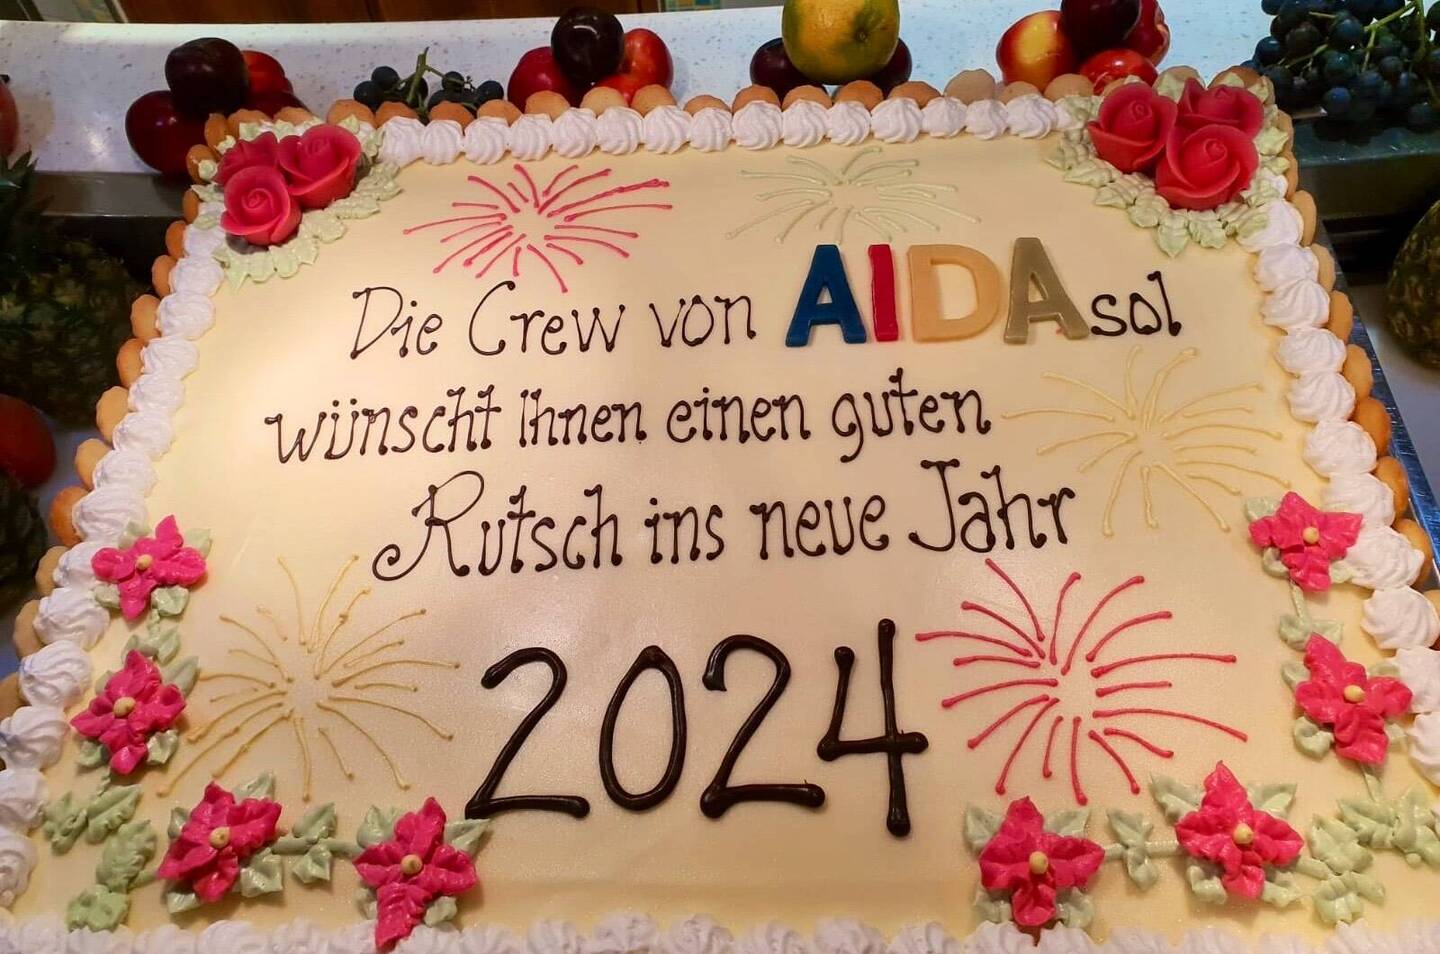 Die Crew von AIDAsol
wünscht Ihnen einen guten
Rutsch ins neue Jahr
2024